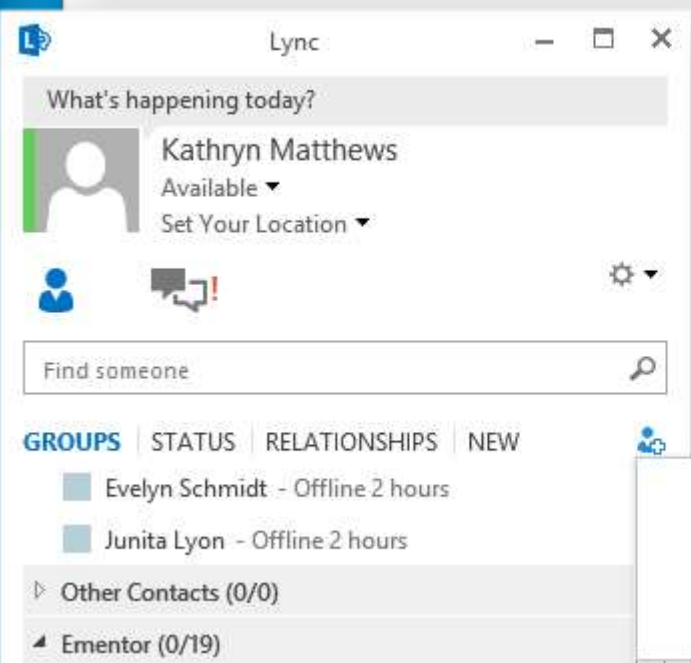 Lync
What's happening today?
Kathryn Matthews
Available
Set Your Location
Find someone
GROUPS STATUS RELATIONSHIPS NEW
Evelyn Schmidt - Offline 2 hours
Junita Lyon - Offline 2 hours
Other Contacts (0/0)
Ementor (0/19)